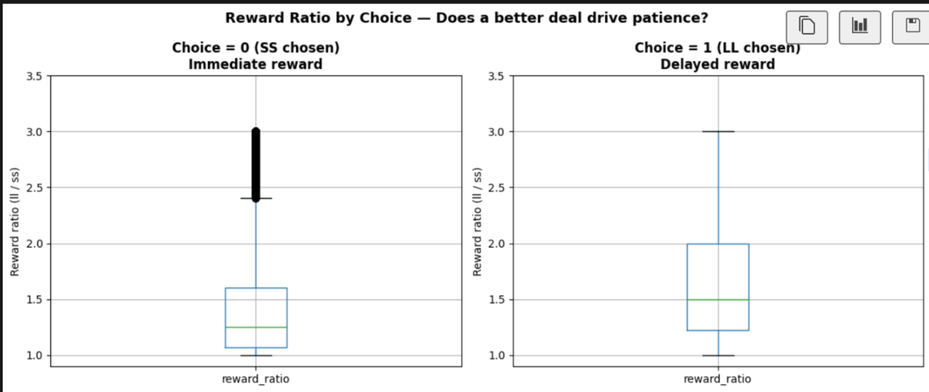 Reward Ratio by Choice — Does a better deal drive patience?
Choice = 0 (SS chosen)
Immediate reward
3.5
3.0
2.5
2.0
1.5
1.0
Reward ratio (ll / ss)
reward_ratio
Choice = 1 (LL chosen)
Delayed reward
3.5
3.0
2.5
2.0
1.5
1.0
Reward ratio (ll / ss)
reward_ratio